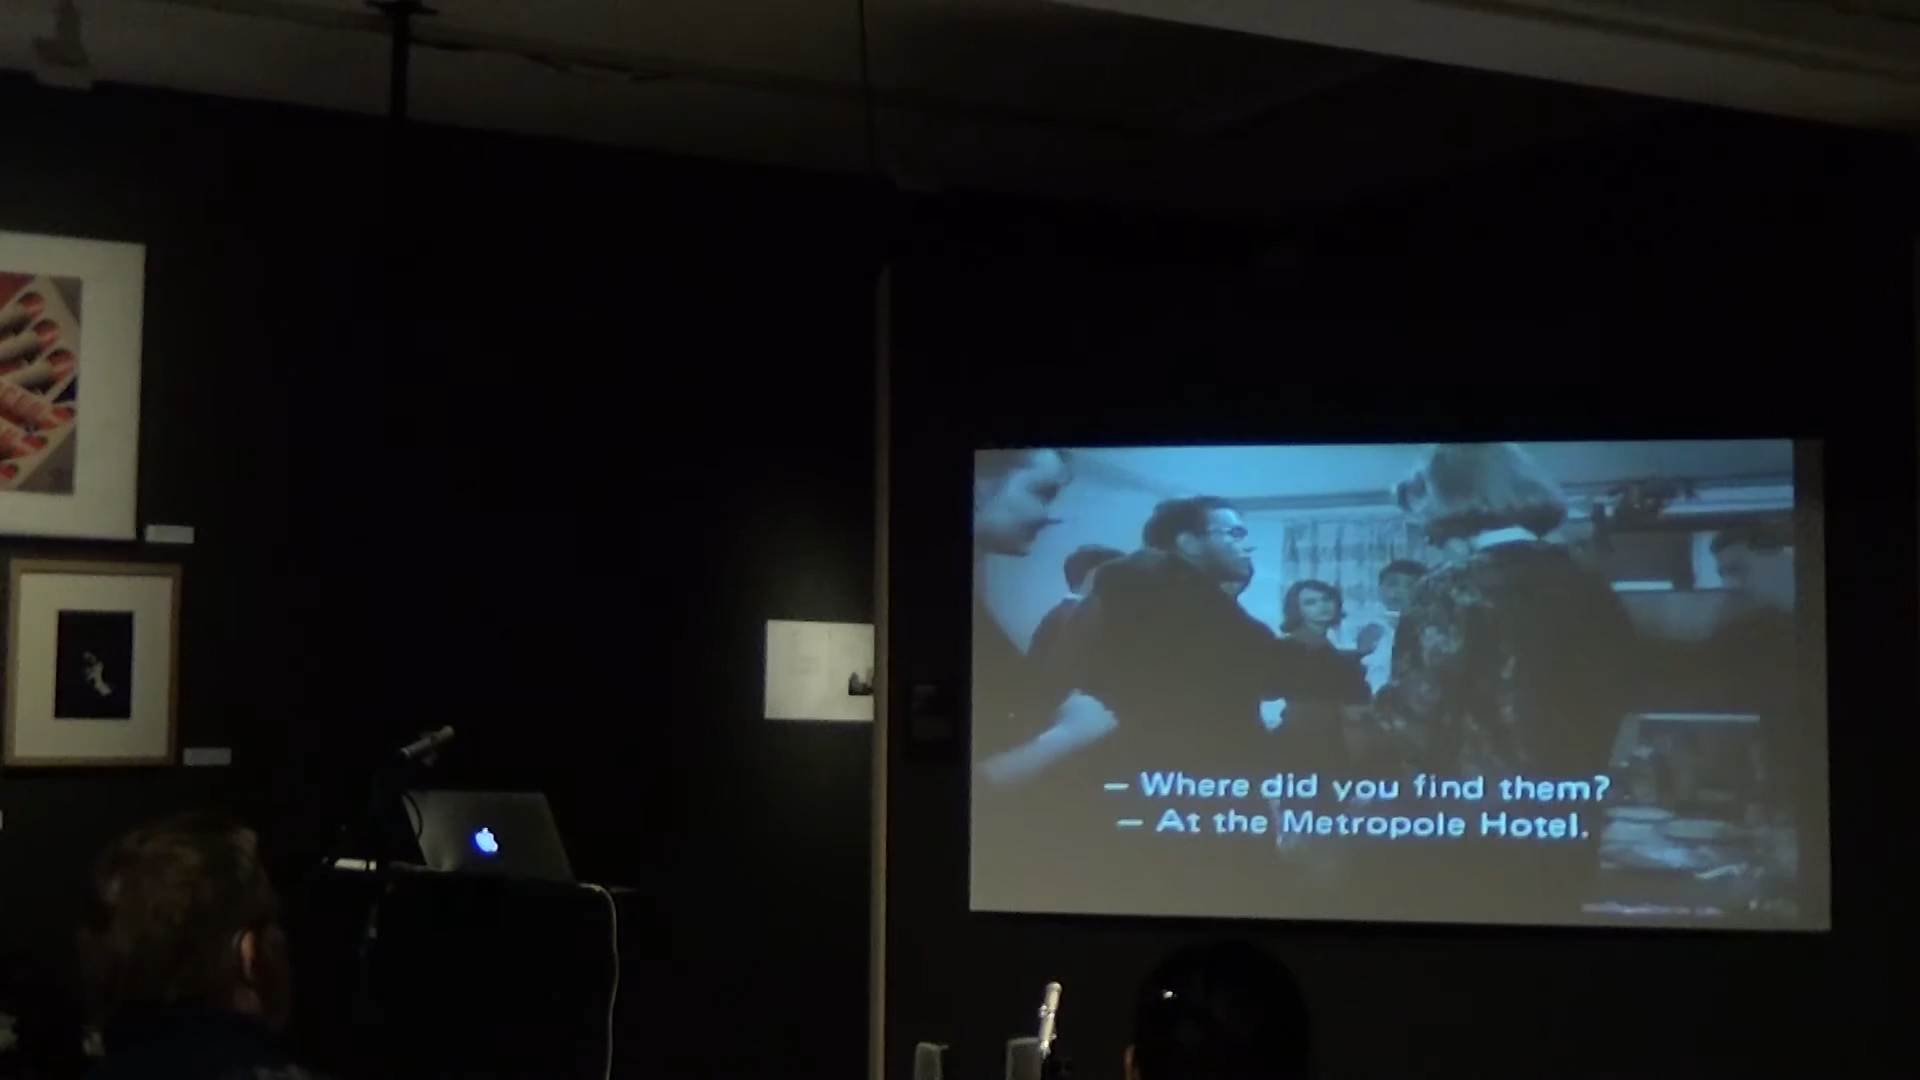 — Where did you find them?
— At the Metropole Hotel.